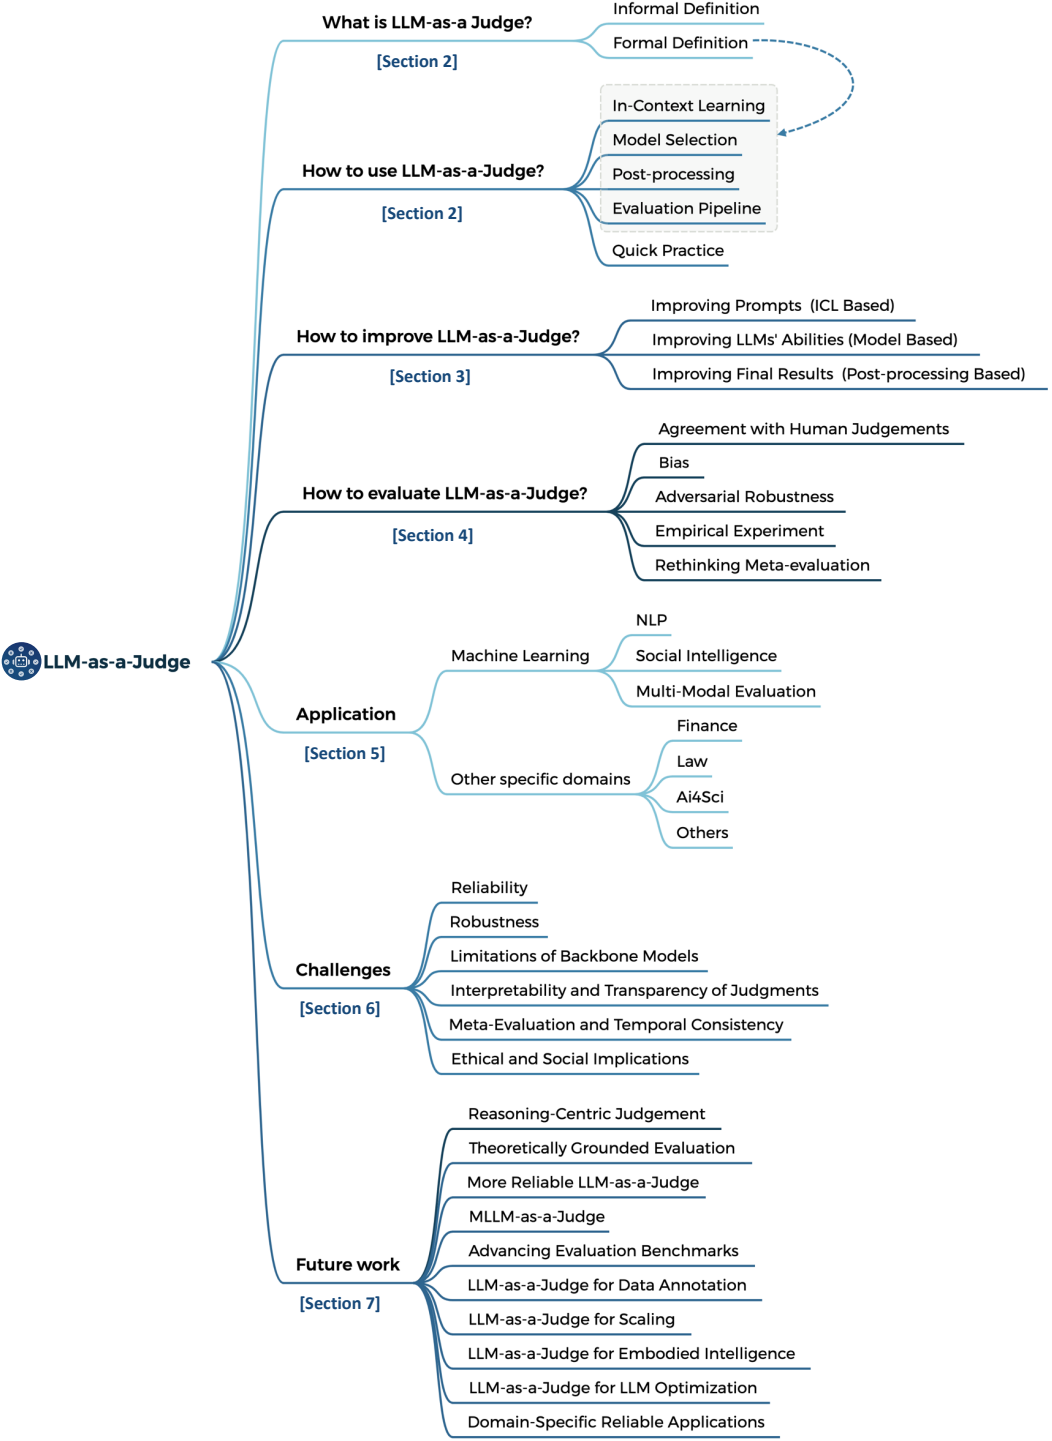 What is LLM-as-a Judge?
[Section 2]
Informal Definition
Formal Definition
How to use LLM-as-a-Judge?
[Section 2]
In-Context Learning
Model Selection
Post-processing
Evaluation Pipeline
Quick Practice
How to improve LLM-as-a-Judge?
[Section 3]
Improving Prompts (ICL Based)
Improving LLMs' Abilities (Model Based)
Improving Final Results (Post-processing Based)
How to evaluate LLM-as-a-Judge?
[Section 4]
Agreement with Human Judgements
Bias
Adversarial Robustness
Empirical Experiment
Rethinking Meta-evaluation
LLM-as-a-Judge
Application
[Section 5]
Machine Learning
NLP
Social Intelligence
Multi-Modal Evaluation
Other specific domains
Finance
Law
Ai4Sci
Others
Challenges
[Section 6]
Reliability
Robustness
Limitations of Backbone Models
Interpretability and Transparency of Judgments
Meta-Evaluation and Temporal Consistency
Ethical and Social Implications
Future work
[Section 7]
Reasoning-Centric Judgement
Theoretically Grounded Evaluation
More Reliable LLM-as-a-Judge
MLLM-as-a-Judge
Advancing Evaluation Benchmarks
LLM-as-a-Judge for Data Annotation
LLM-as-a-Judge for Scaling
LLM-as-a-Judge for Embodied Intelligence
LLM-as-a-Judge for LLM Optimization
Domain-Specific Reliable Applications